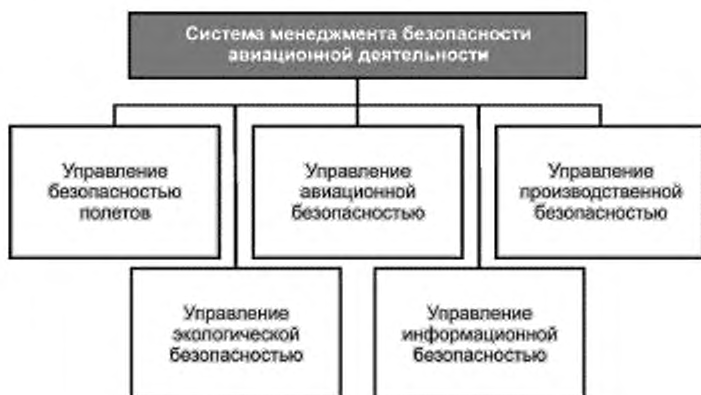 Система менеджмента безопасности
авиационной деятельности
Управление
безопасностью
полетов
Управление
авиационной
безопасностью
Управление
производственной
безопасностью
Управление
экологической
безопасностью
Управление
информационной
безопасностью